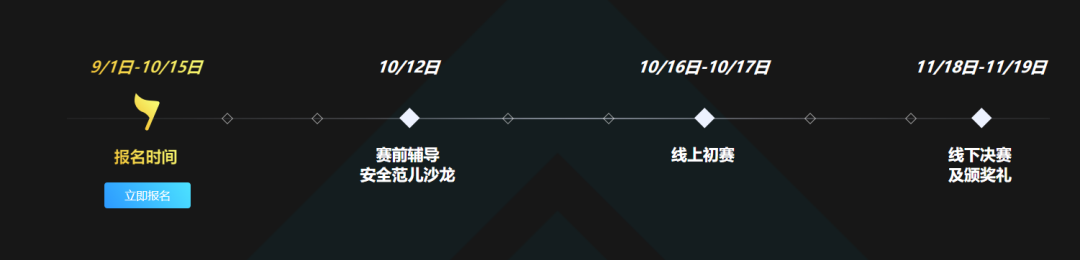 9/1日-10/15日
10/12日
10/16日-10/17日
11/18日-11/19日
报名时间
赛前辅导
安全范儿沙龙
线上初赛
线下决赛
及颁奖礼
立即报名